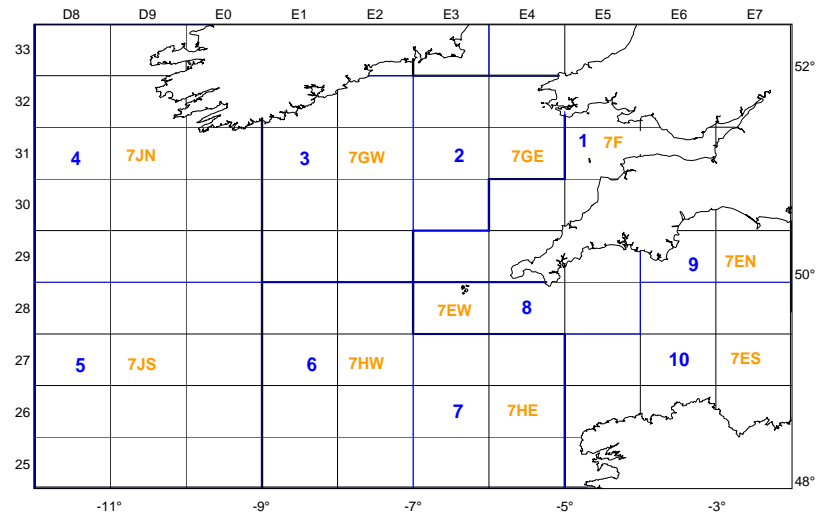 D8 D9 E0 E1 E2 E3 E4 E5 E6 E7
33
52°
32
31 4 7JN 3 7GW 2 7GE 1 7F
30
29 9 7EN
50°
28 7EW 8
27 5 7JS 6 7HW 10 7ES
26 7 7HE
25
48°
-11° -9° -7° -5° -3°